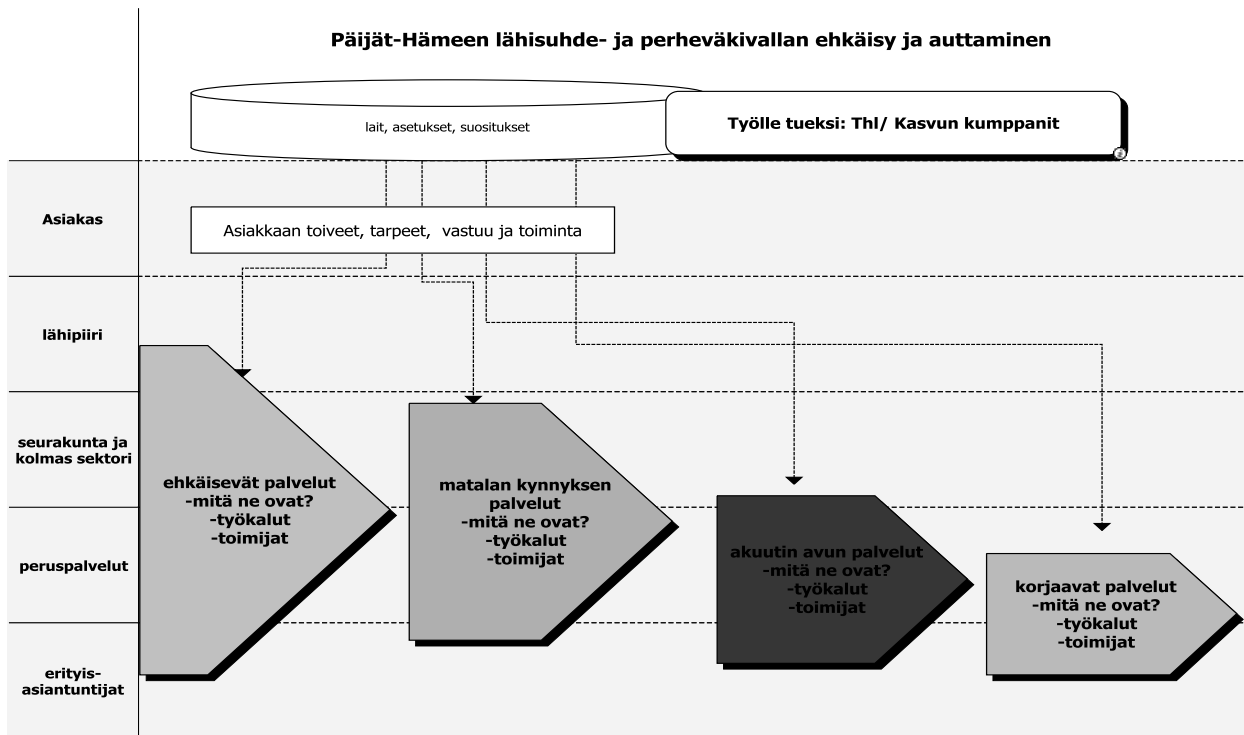 Päijät-Hämeen lähisuhde- ja perheväkivallan ehkäisy ja auttaminen
lait, asetukset, suositukset
Työlle tueksi: Thl/ Kasvun kumppanit
Asiakas
Asiakkaan toiveet, tarpeet, vastuu ja toiminta
lähipiiri
seurakunta ja
kolmas sektori
peruspalvelut
erityis-
asiantuntijat
ehkäisevät palvelut
-mitä ne ovat?
-työkalut
-toimijat
matalan kynnyksen
palvelut
-mitä ne ovat?
-työkalut
-toimijat
akuutin avun palvelut
-mitä ne ovat?
-työkalut
-toimijat
korjaavat palvelut
-mitä ne ovat?
-työkalut
-toimijat